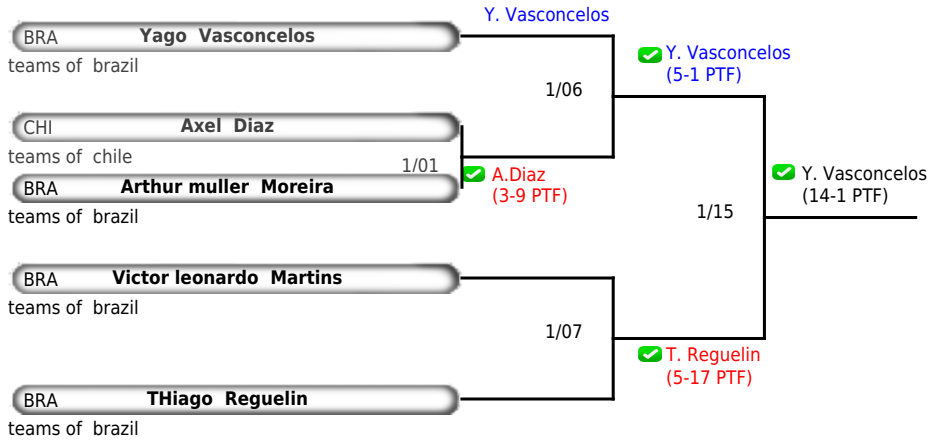 Y. Vasconcelos
BRA Yago Vasconcelos
teams of brazil
Y. Vasconcelos
(5-1 PTF)
1/06
CHI Axel Diaz
teams of chile
1/01
A.Diaz
(3-9 PTF)
BRA Arthur muller Moreira
teams of brazil
Y. Vasconcelos
(14-1 PTF)
1/15
BRA Victor leonardo Martins
teams of brazil
1/07
T. Reguelin
(5-17 PTF)
BRA THiago Reguelin
teams of brazil